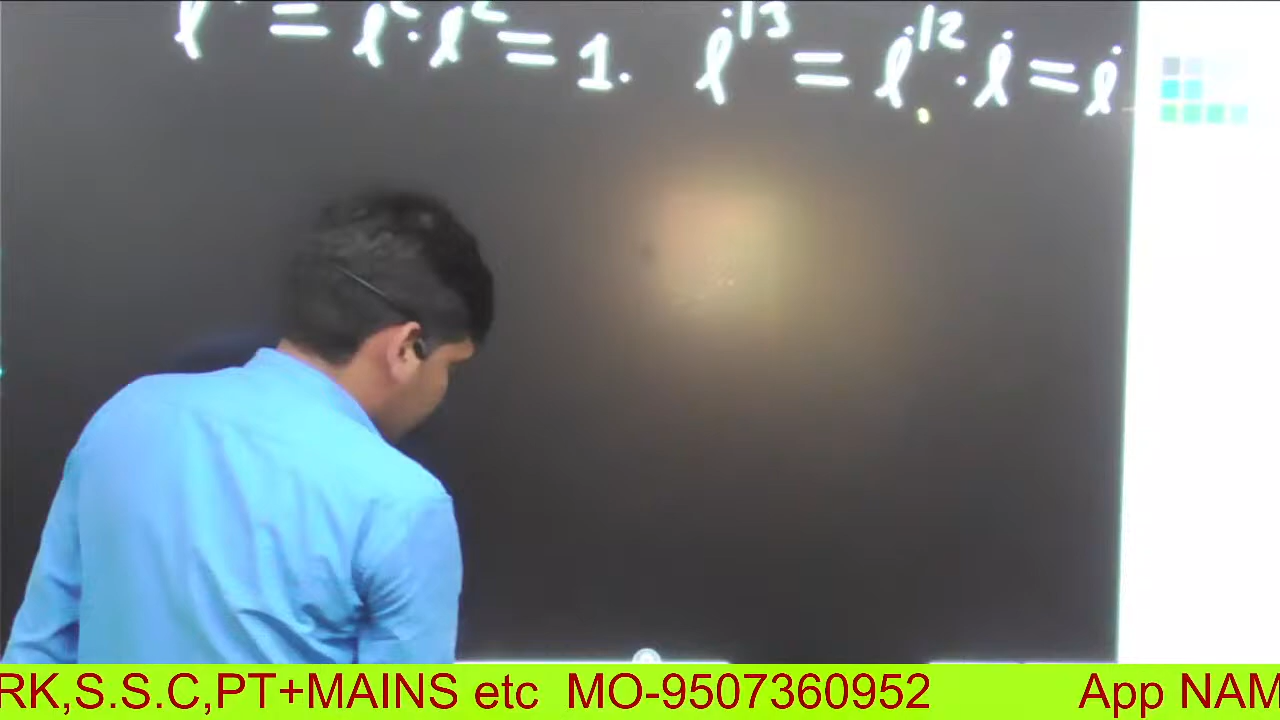 i = i² · i² = 1. i¹³ = i¹² · i = i
RK,S.S.C,PT+MAINS etc MO-9507360952 App NAM